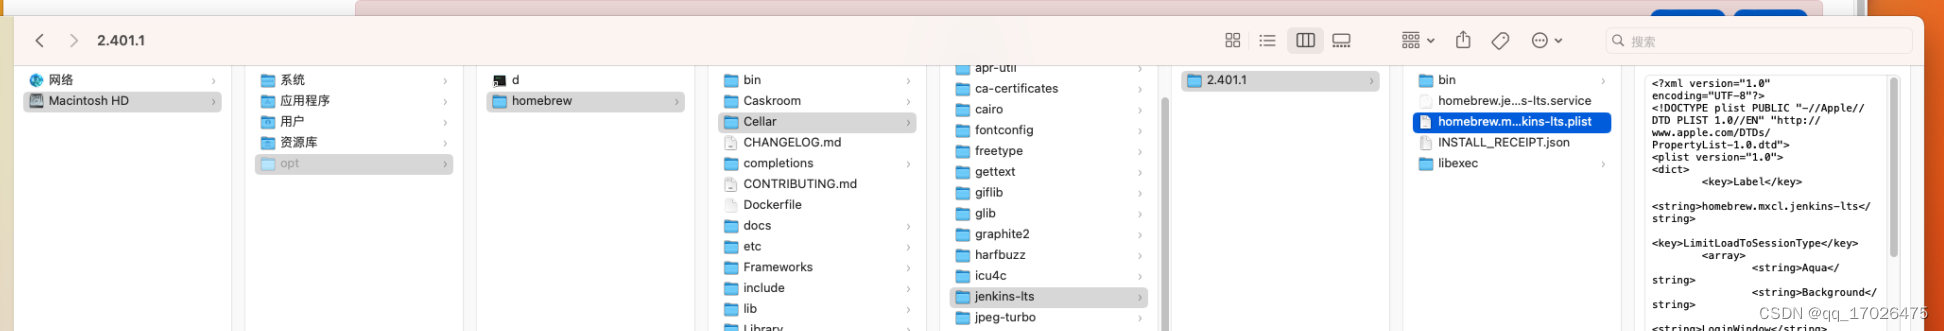 2.401.1
搜索
网络
Macintosh HD
系统
应用程序
用户
资源库
opt
d
homebrew
bin
Caskroom
Cellar
CHANGELOG.md
completions
CONTRIBUTING.md
Dockerfile
docs
etc
Frameworks
include
lib
Library
apr-util
ca-certificates
cairo
fontconfig
freetype
gettext
giflib
glib
graphite2
harfbuzz
icu4c
jenkins-lts
jpeg-turbo
2.401.1
bin
homebrew.je...s-lts.service
homebrew.m...kins-lts.plist
INSTALL_RECEIPT.json
libexec
<?xml version="1.0"
encoding="UTF-8"?>
<!DOCTYPE plist PUBLIC "-//Apple//
DTD PLIST 1.0//EN" "http://
www.apple.com/DTDs/
PropertyList-1.0.dtd">
<plist version="1.0">
<dict>
<key>Label</key>
<string>homebrew.mxcl.jenkins-lts</
string>
<key>LimitLoadToSessionType</key>
<array>
<string>Aqua</
string>
<string>Background</
string>
<string>LoginWindow</
CSDN @qq_17026475